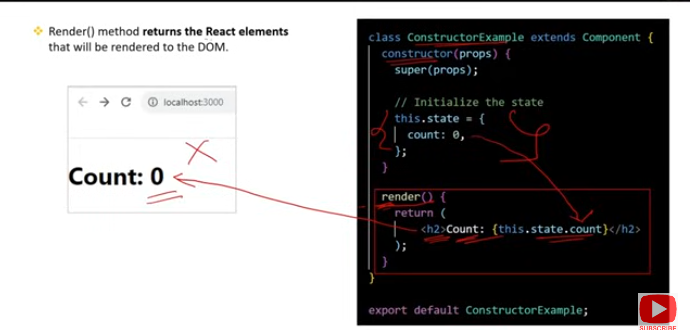 Render() method returns the React elements
that will be rendered to the DOM.
localhost:3000
Count: 0
class ConstructorExample extends Component {
constructor(props) {
super(props);
// Initialize the state
this.state = {
count: 0,
};
}
render() {
return (
<h2>Count: {this.state.count}</h2>
);
}
}
export default ConstructorExample;
SUBSCRIBE